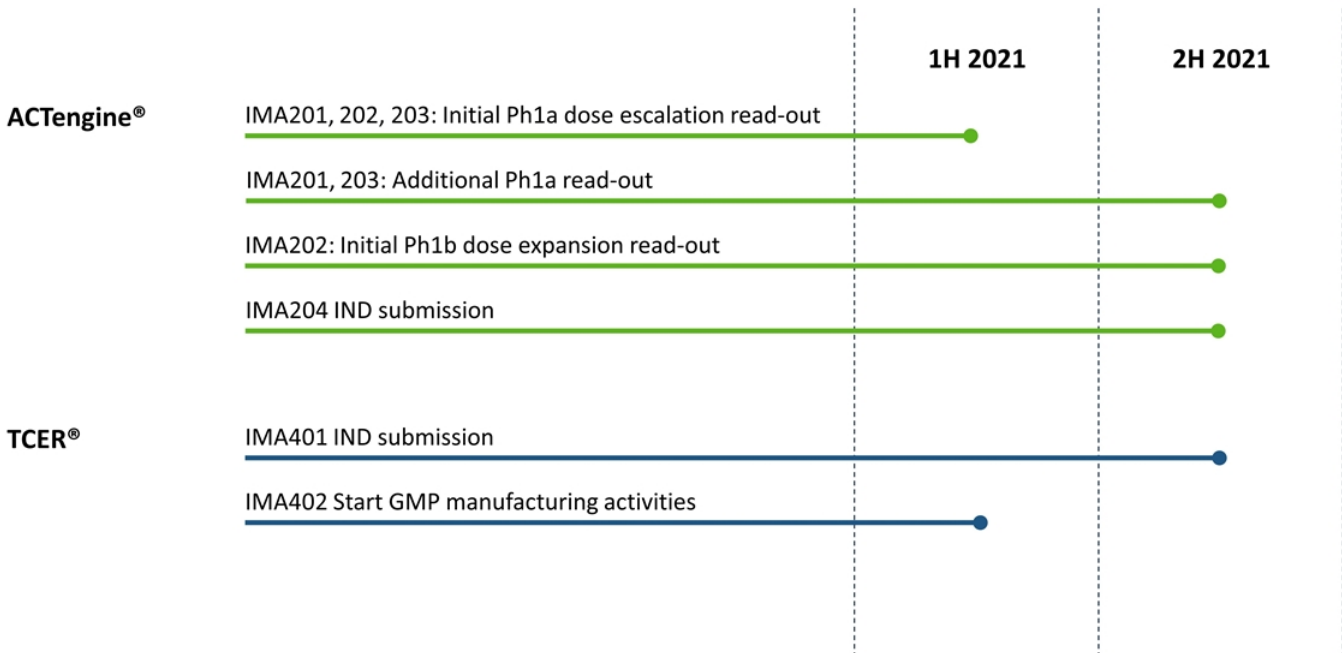 1H 2021
2H 2021
ACTengine®
IMA201, 202, 203: Initial Ph1a dose escalation read-out
IMA201, 203: Additional Ph1a read-out
IMA202: Initial Ph1b dose expansion read-out
IMA204 IND submission
TCER®
IMA401 IND submission
IMA402 Start GMP manufacturing activities